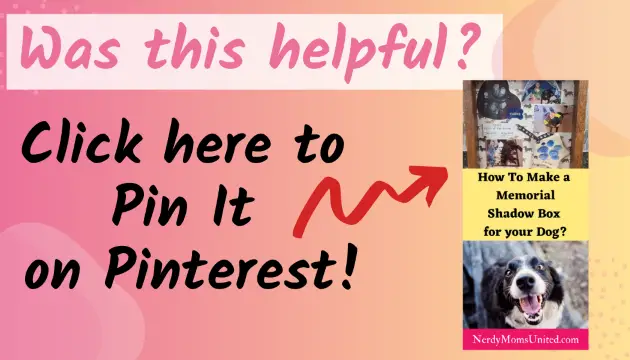 Was this helpful?
Click here to
Pin It
on Pinterest!
How To Make a
Memorial
Shadow Box
for your Dog?
NerdyMomsUnited.com